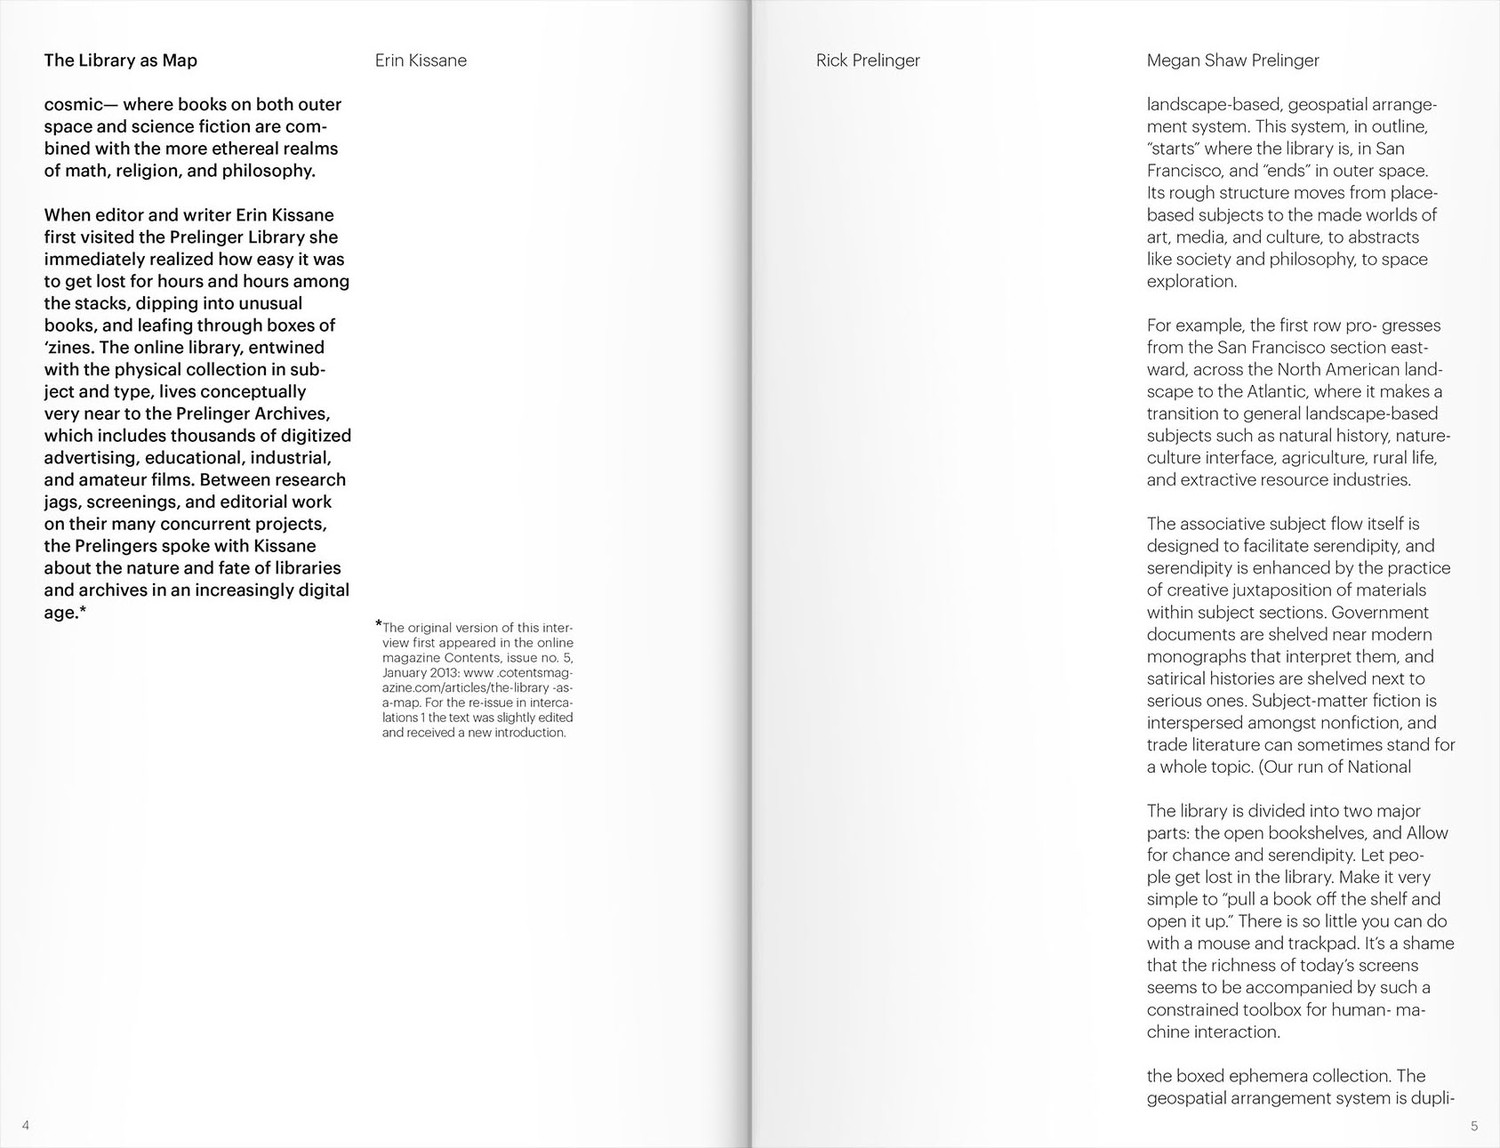 The Library as Map
cosmic— where books on both outer
space and science fiction are com-
bined with the more ethereal realms
of math, religion, and philosophy.
When editor and writer Erin Kissane
first visited the Prelinger Library she
immediately realized how easy it was
to get lost for hours and hours among
the stacks, dipping into unusual
books, and leafing through boxes of
‘zines. The online library, entwined
with the physical collection in sub-
ject and type, lives conceptually
very near to the Prelinger Archives,
which includes thousands of digitized
advertising, educational, industrial,
and amateur films. Between research
jags, screenings, and editorial work
on their many concurrent projects,
the Prelingers spoke with Kissane
about the nature and fate of libraries
and archives in an increasingly digital
age.*
Erin Kissane
*The original version of this inter-
view first appeared in the online
magazine Contents, issue no. 5,
January 2013: www .cotentsmag-
azine.com/articles/the-library -as-
a-map. For the re-issue in interca-
lations 1 the text was slightly edited
and received a new introduction.
4
Rick Prelinger
Megan Shaw Prelinger
landscape-based, geospatial arrange-
ment system. This system, in outline,
“starts” where the library is, in San
Francisco, and “ends” in outer space.
Its rough structure moves from place-
based subjects to the made worlds of
art, media, and culture, to abstracts
like society and philosophy, to space
exploration.
For example, the first row pro- gresses
from the San Francisco section east-
ward, across the North American land-
scape to the Atlantic, where it makes a
transition to general landscape-based
subjects such as natural history, nature-
culture interface, agriculture, rural life,
and extractive resource industries.
The associative subject flow itself is
designed to facilitate serendipity, and
serendipity is enhanced by the practice
of creative juxtaposition of materials
within subject sections. Government
documents are shelved near modern
monographs that interpret them, and
satirical histories are shelved next to
serious ones. Subject-matter fiction is
interspersed amongst nonfiction, and
trade literature can sometimes stand for
a whole topic. (Our run of National
The library is divided into two major
parts: the open bookshelves, and Allow
for chance and serendipity. Let peo-
ple get lost in the library. Make it very
simple to “pull a book off the shelf and
open it up.” There is so little you can do
with a mouse and trackpad. It’s a shame
that the richness of today’s screens
seems to be accompanied by such a
constrained toolbox for human- ma-
chine interaction.
the boxed ephemera collection. The
geospatial arrangement system is dupli-
5